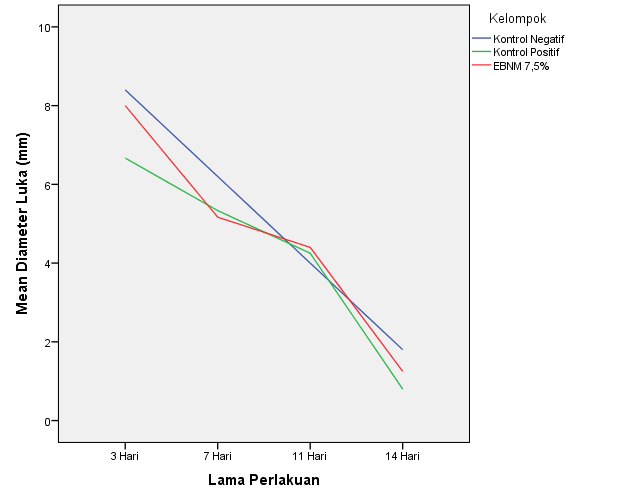 Kelompok
Kontrol Negatif
Kontrol Positif
EBNM 7,5%
Mean Diameter Luka (mm)
10
8
6
4
2
0
3 Hari
7 Hari
11 Hari
14 Hari
Lama Perlakuan